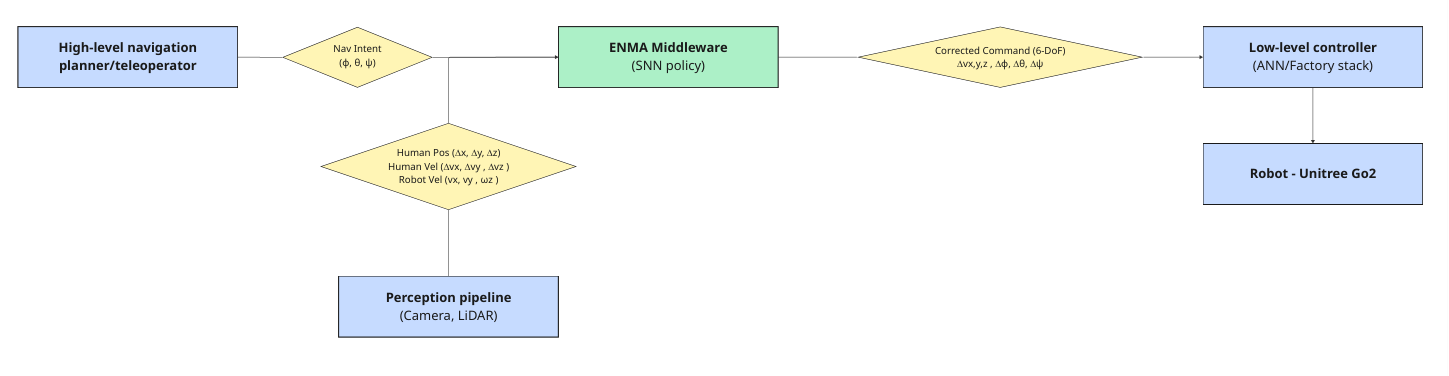 High-level navigation
planner/teleoperator
Nav Intent
(ϕ, θ, ψ)
ENMA Middleware
(SNN policy)
Corrected Command (6-DoF)
Δvx,y,z , Δϕ, Δθ, Δψ
Low-level controller
(ANN/Factory stack)
Human Pos (Δx, Δy, Δz)
Human Vel (Δvx, Δvy , Δvz )
Robot Vel (vx, vy , ωz )
Robot - Unitree Go2
Perception pipeline
(Camera, LiDAR)